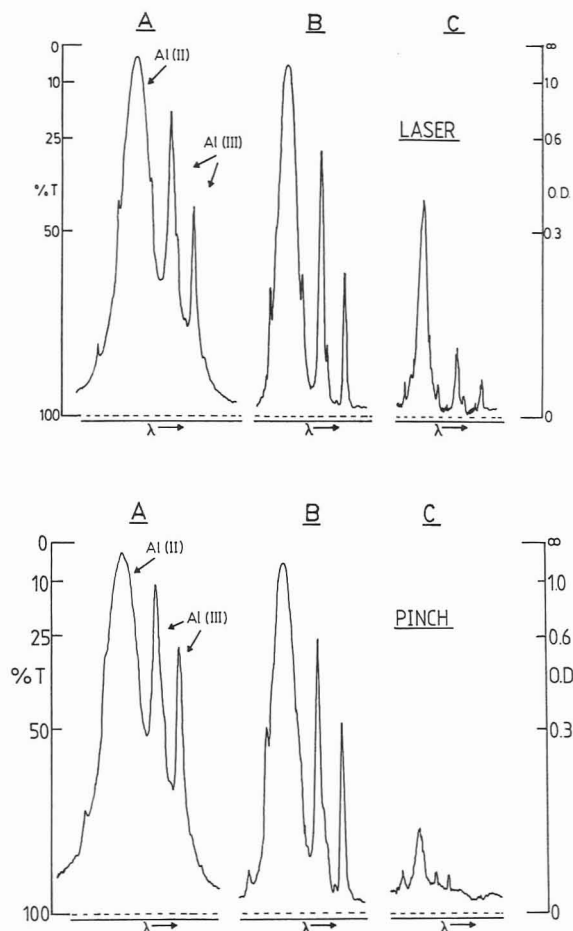 A B C
0 Al (II) ∞
10 1.0
25 Al (III) LASER 0.6
%T O.D.
50 0.3
100 0
λ→ λ→ λ→
A B C
0 Al (II) ∞
10 1.0
25 Al (III) PINCH 0.6
%T O.D
50 0.3
100 0
λ→ λ→ λ→